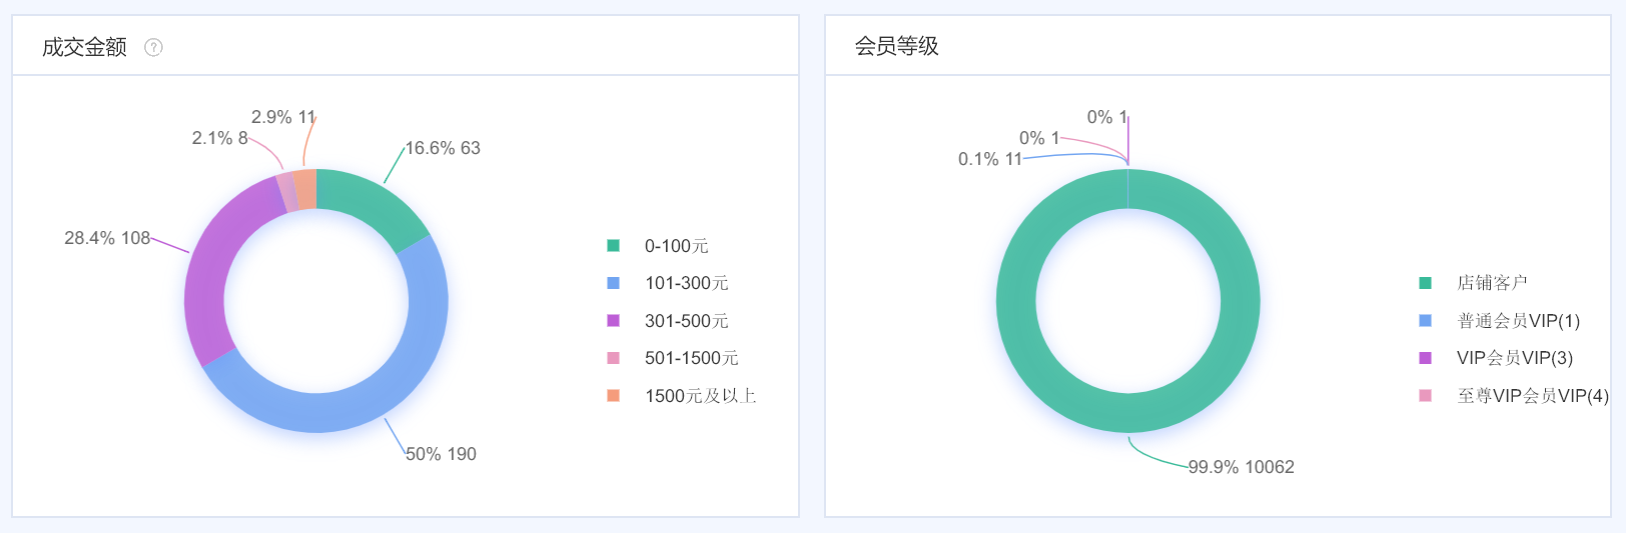 成交金额 ?
2.9% 11
2.1% 8
16.6% 63
28.4% 108
50% 190
0-100元
101-300元
301-500元
501-1500元
1500元及以上
会员等级
0% 1
0% 1
0.1% 11
99.9% 10062
店铺客户
普通会员VIP(1)
VIP会员VIP(3)
至尊VIP会员VIP(4)